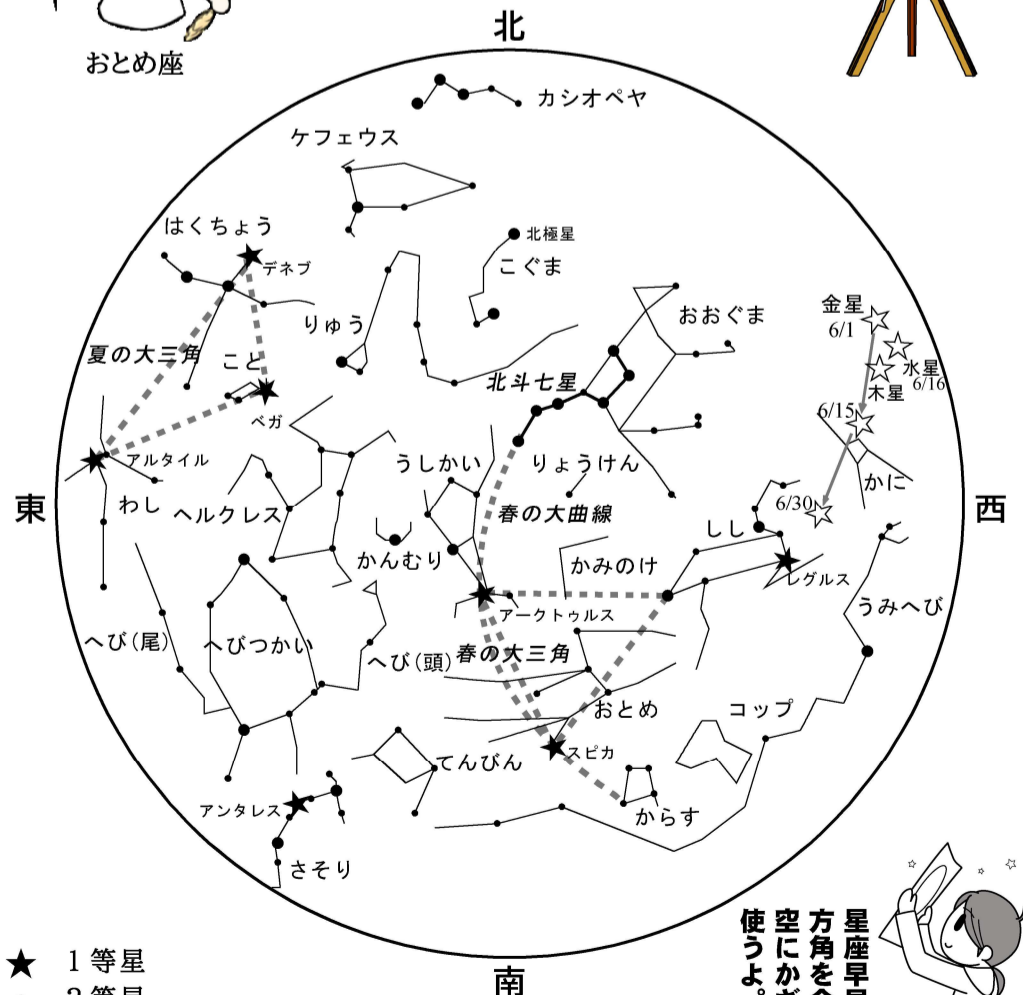 おとめ座
北
カシオペヤ
ケフェウス
はくちょう
デネブ
北極星
こぐま
りゅう
おおぐま
金星
6/1
水星
6/16
木星
夏の大三角
こと
ベガ
北斗七星
6/15
アルタイル
わし
うしかい
りょうけん
かに
東
ヘルクレス
春の大曲線
6/30
西
かんむり
かみのけ
しし
レグルス
アークトゥルス
うみへび
へび(尾)
へびつかい
へび(頭)
春の大三角
おとめ
コップ
スピカ
てんびん
アンタレス
からす
さそり
南
★ 1等星
星座早見
方角を
空にかざ
使うよ。